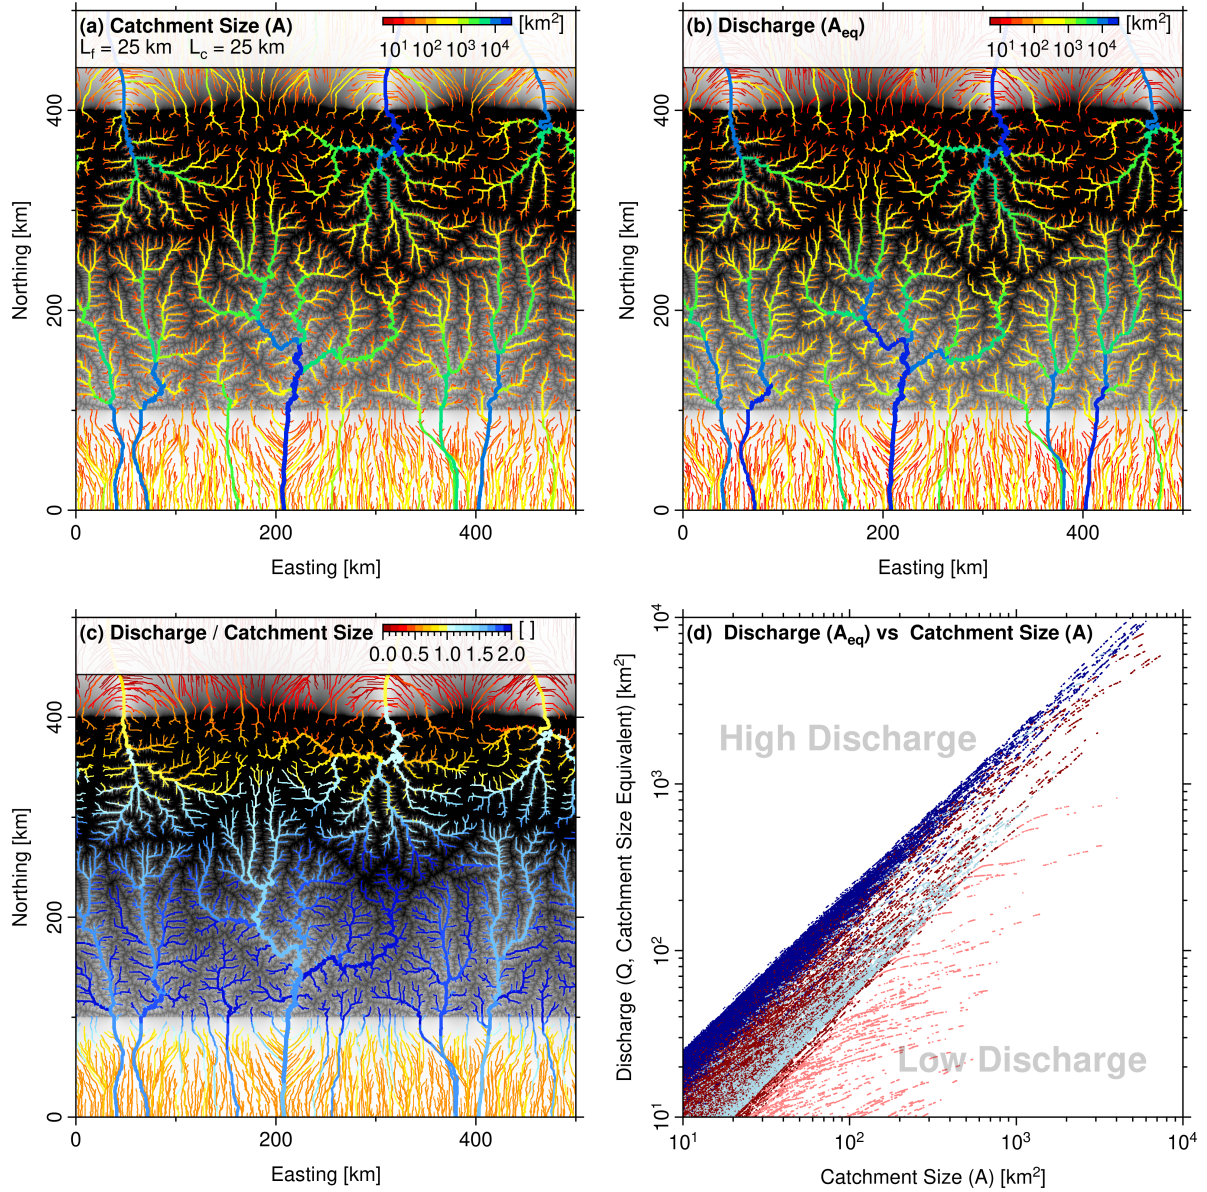 (a) Catchment Size (A)
[km2]
Lf = 25 km Lc = 25 km
10¹ 10² 10³ 10⁴
400
200
0
Northing [km]
0 200 400
Easting [km]
(b) Discharge (Aeq)
[km2]
10¹ 10² 10³ 10⁴
400
200
0
Northing [km]
0 200 400
Easting [km]
(c) Discharge / Catchment Size
[ ]
0.0 0.5 1.0 1.5 2.0
400
200
0
Northing [km]
0 200 400
Easting [km]
(d) Discharge (Aeq) vs Catchment Size (A)
High Discharge
Low Discharge
10⁴
10³
10²
10¹
Discharge (Q, Catchment Size Equivalent) [km2]
10¹ 10² 10³ 10⁴
Catchment Size (A) [km2]